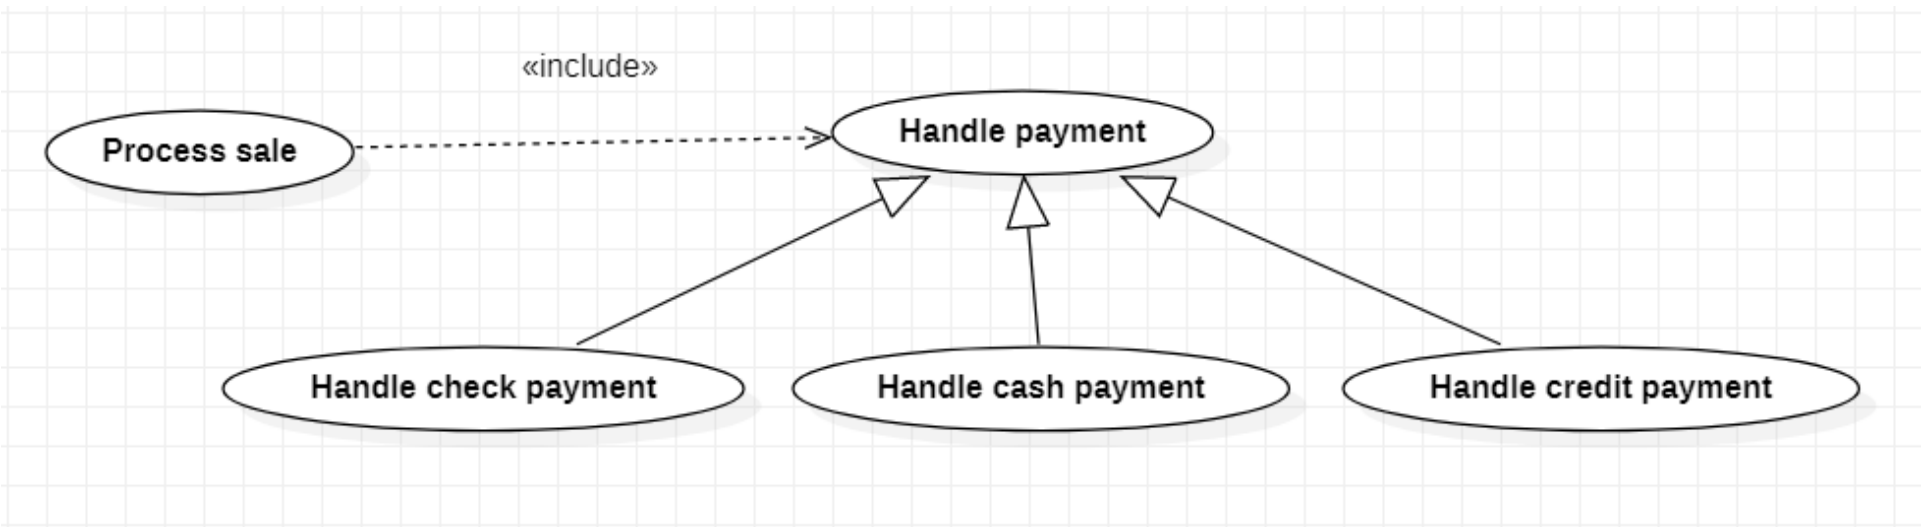 «include»
Process sale
Handle payment
Handle check payment
Handle cash payment
Handle credit payment